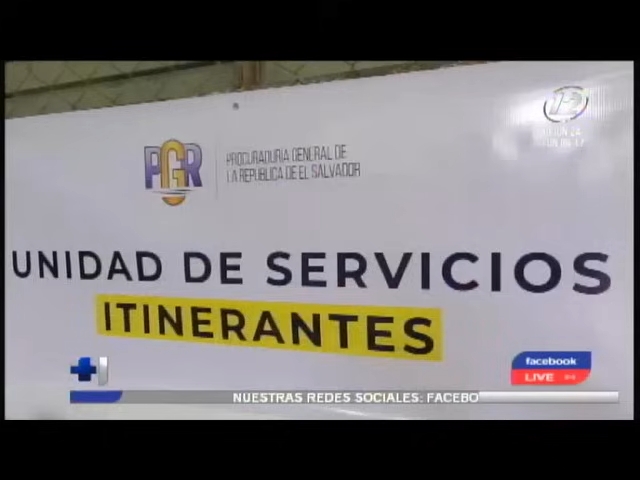 12
PGR
PROCURADURIA GENERAL DE
LA REPUBLICA DE EL SALVADOR
UNIDAD DE SERVICIOS
ITINERANTES
facebook
LIVE
NUESTRAS REDES SOCIALES: FACEBO